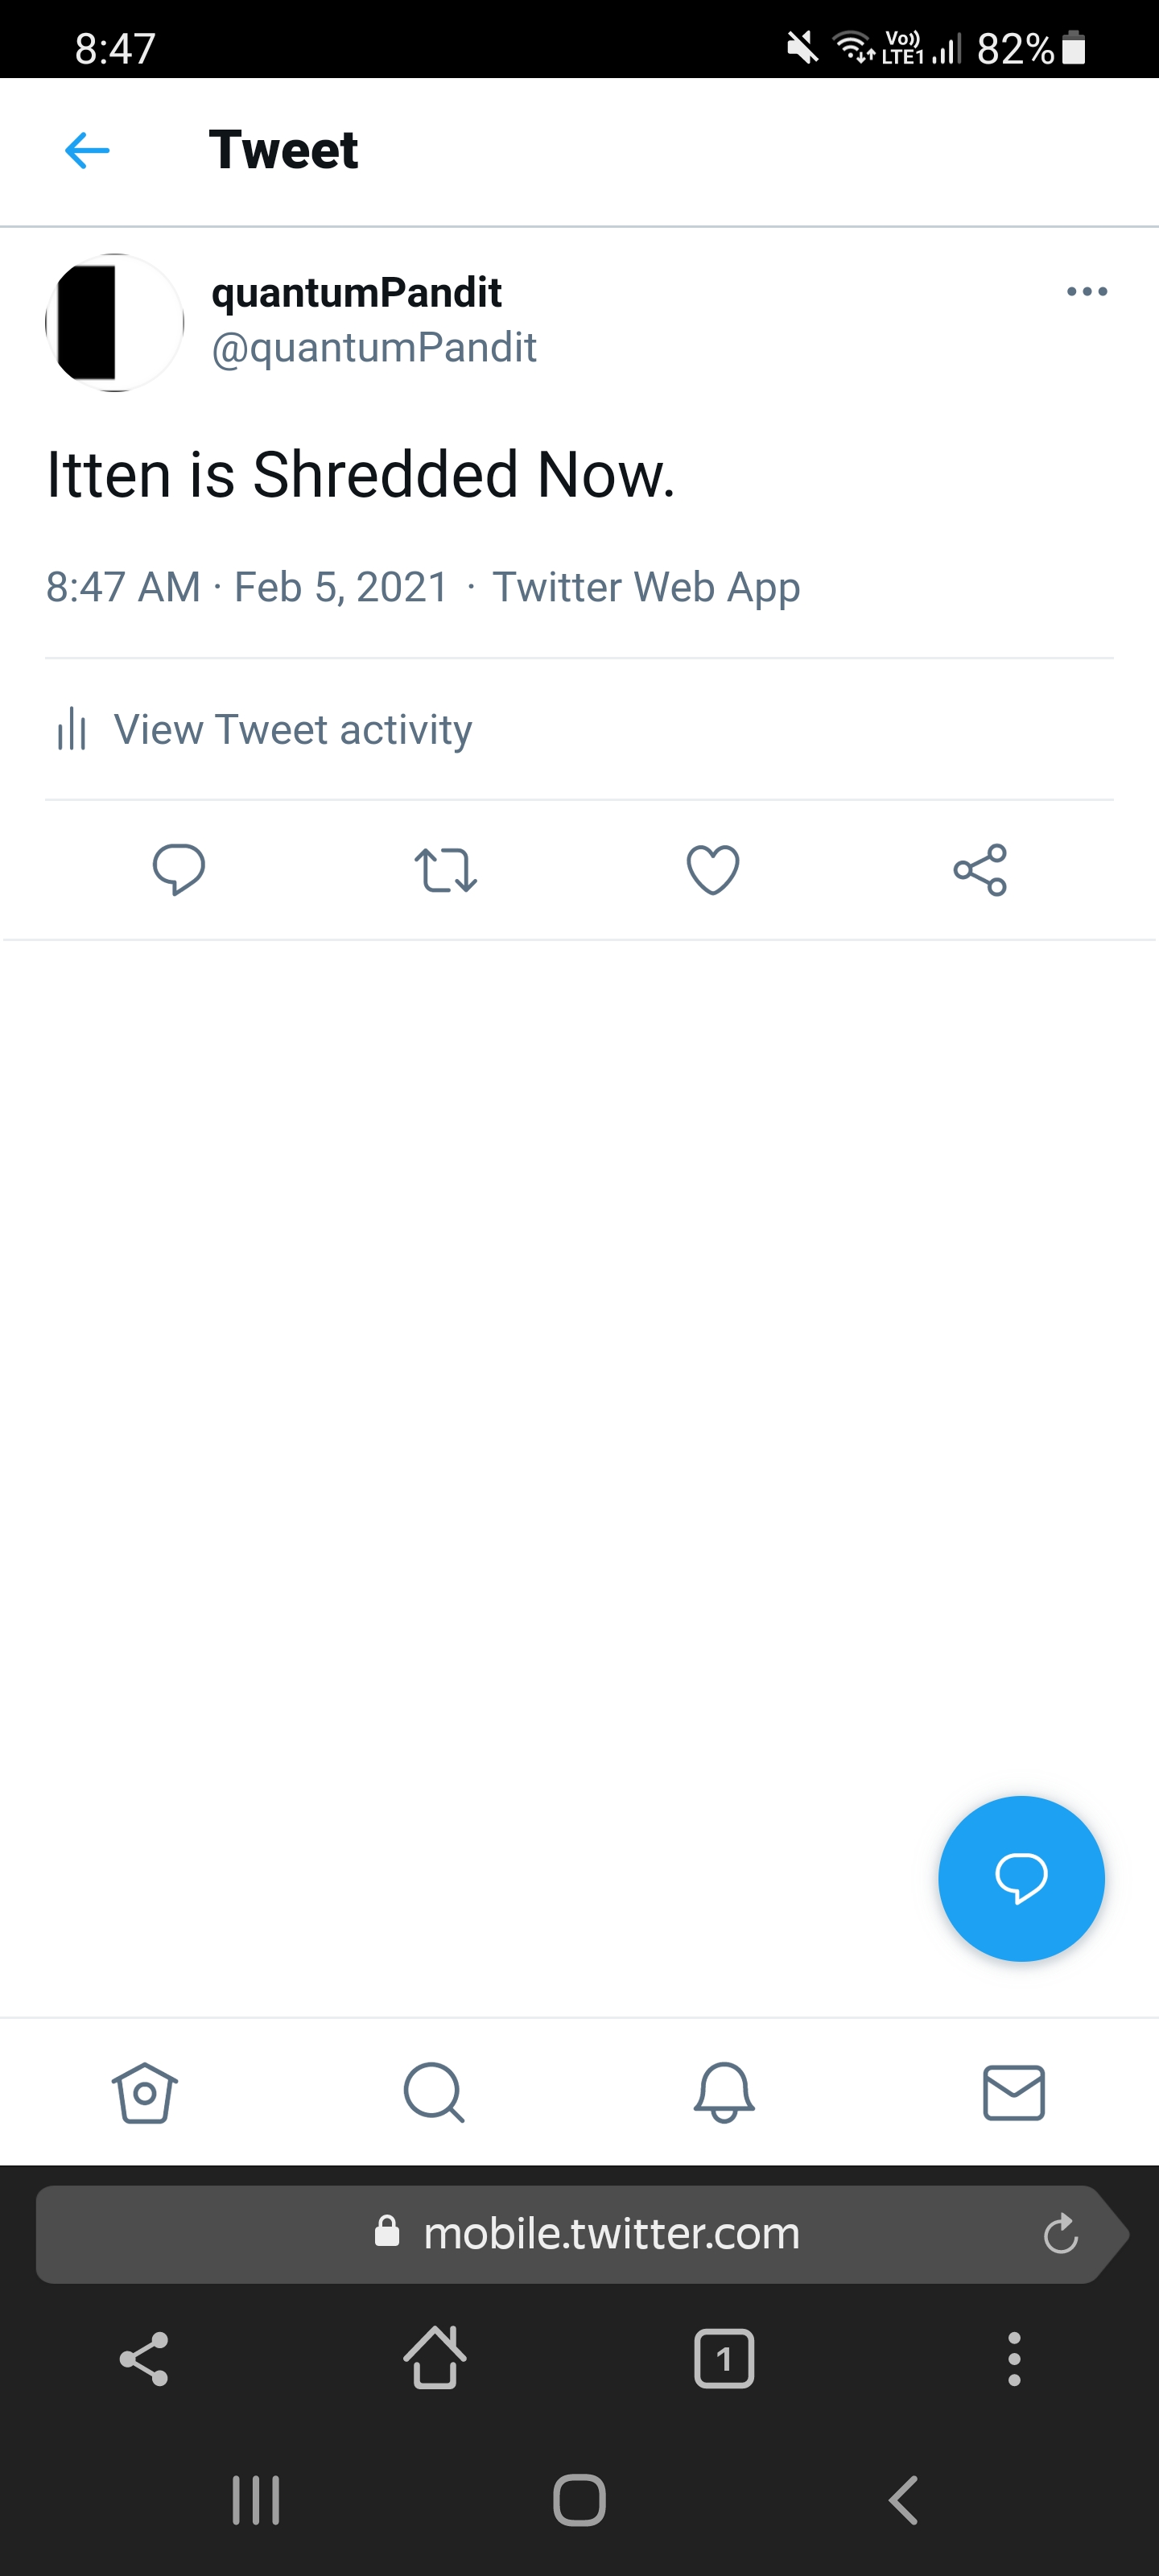 8:47
Vo)) LTE1 82%
Tweet
quantumPandit
@quantumPandit
Itten is Shredded Now.
8:47 AM · Feb 5, 2021 · Twitter Web App
View Tweet activity
mobile.twitter.com
1